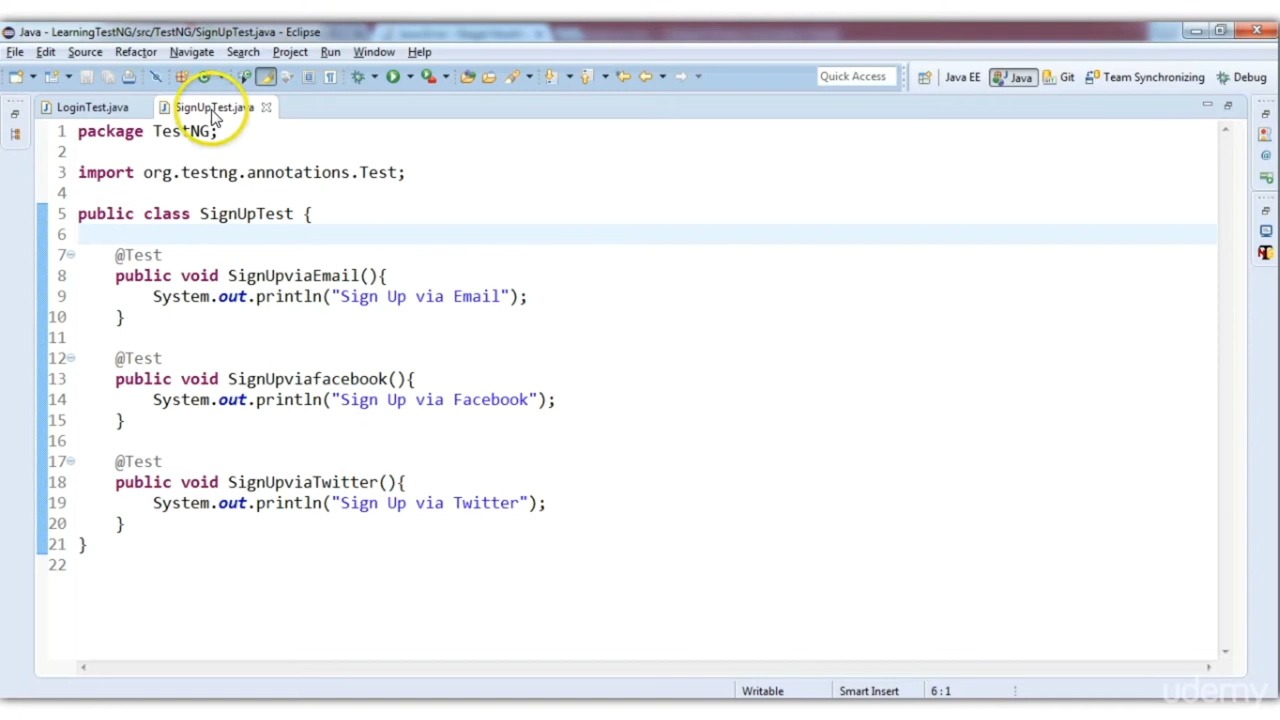 Java - LearningTestNG/src/TestNG/SignUpTest.java - Eclipse
File Edit Source Refactor Navigate Search Project Run Window Help
Quick Access Java EE Java Git Team Synchronizing Debug
LoginTest.java SignUpTest.java
1 package TestNG;
2
3 import org.testng.annotations.Test;
4
5 public class SignUpTest {
6
7 @Test
8 public void SignUpviaEmail(){
9 System.out.println("Sign Up via Email");
10 }
11
12 @Test
13 public void SignUpviafacebook(){
14 System.out.println("Sign Up via Facebook");
15 }
16
17 @Test
18 public void SignUpviaTwitter(){
19 System.out.println("Sign Up via Twitter");
20 }
21 }
22
Writable Smart Insert 6:1
udemy